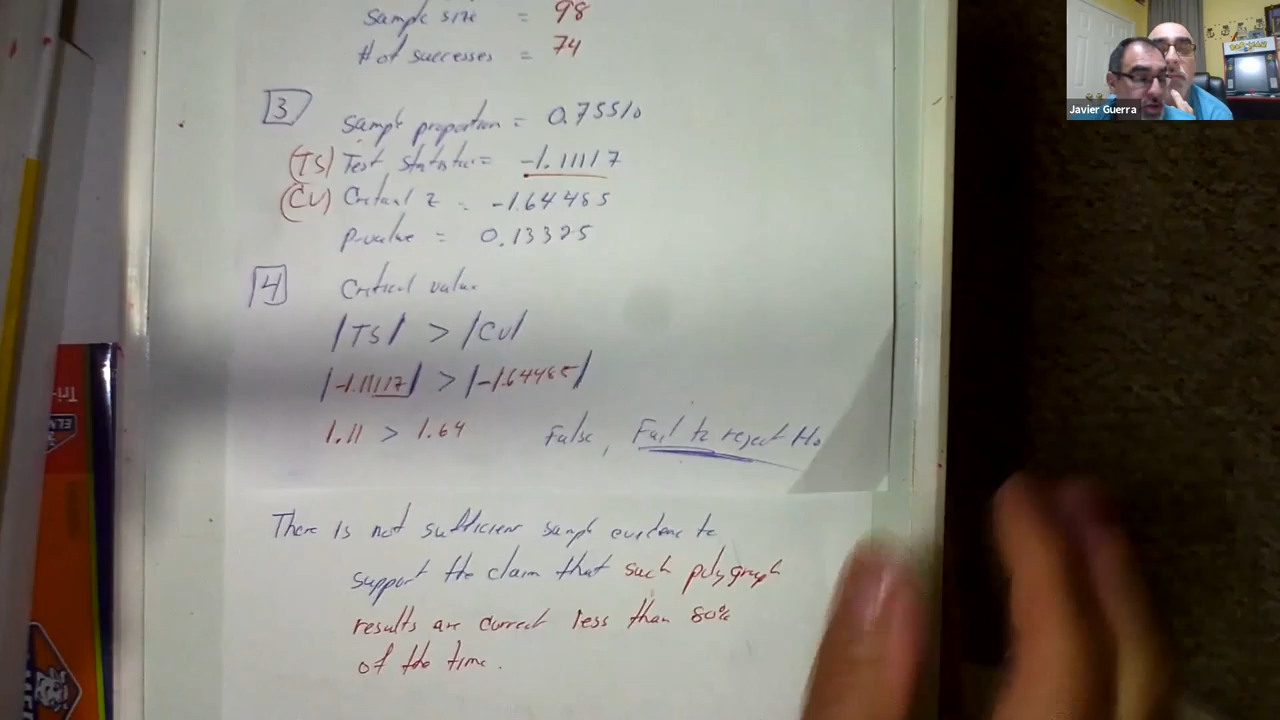 Sample size = 98
# of successes = 74
3 Sample proportion = 0.75510
(TS) Test statistic = -1.11117
(CV) Critical z = -1.64485
P-value = 0.13325
4 Critical value
|TS| > |CV|
|-1.11117| > |-1.64485|
1.11 > 1.64 False, Fail to reject Ho
There is not sufficient sample evidence to
support the claim that such polygraph
results are correct less than 80%
of the time.
Javier Guerra
Tri-
ELM